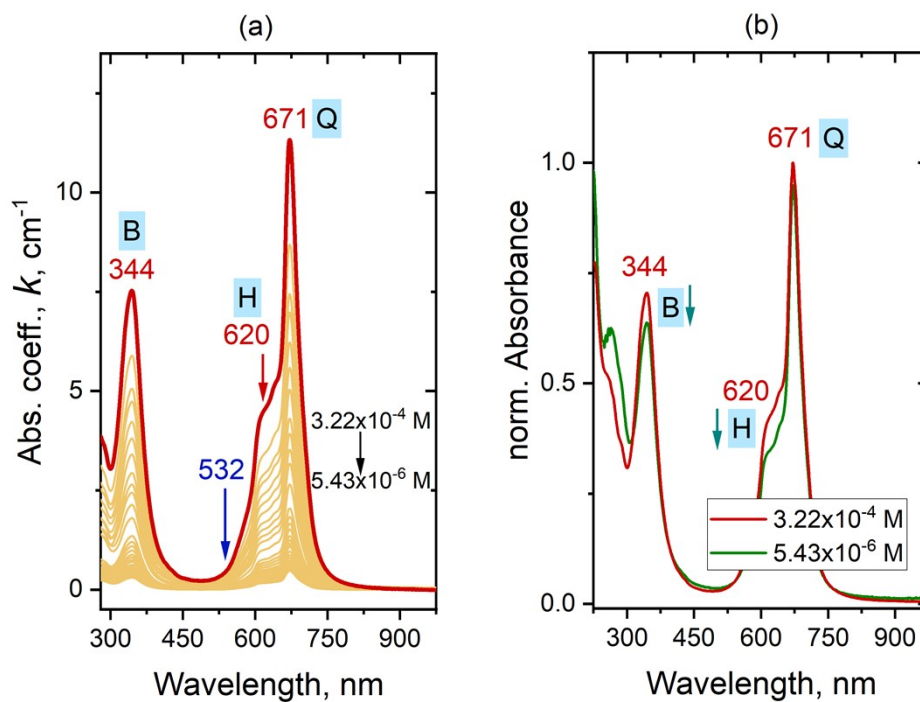 (a)
Abs. coeff., k, cm⁻¹
0
5
10
300
450
600
750
900
Wavelength, nm
B
344
671 Q
H
620
532
3.22x10⁻⁴ M
5.43x10⁻⁶ M
(b)
norm. Absorbance
0.0
0.5
1.0
300
450
600
750
900
Wavelength, nm
671 Q
344
B
620
H
3.22x10⁻⁴ M
5.43x10⁻⁶ M